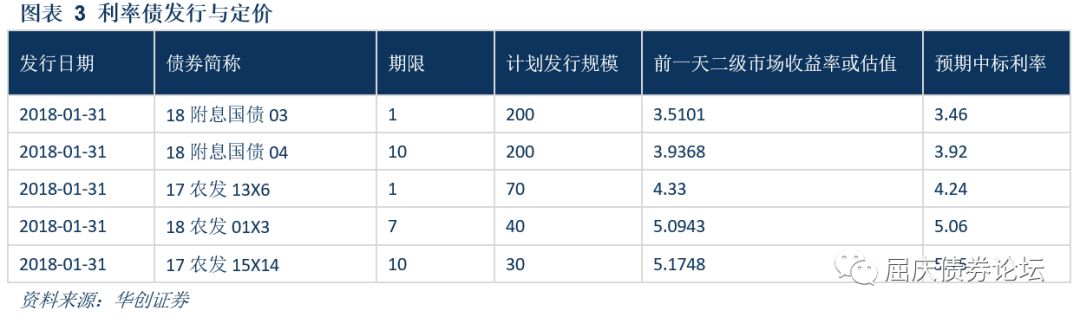 图表 3 利率债发行与定价
发行日期 债券简称 期限 计划发行规模 前一天二级市场收益率或估值 预期中标利率
2018-01-31 18 附息国债 03 1 200 3.5101 3.46
2018-01-31 18 附息国债 04 10 200 3.9368 3.92
2018-01-31 17 农发 13X6 1 70 4.33 4.24
2018-01-31 18 农发 01X3 7 40 5.0943 5.06
2018-01-31 17 农发 15X14 10 30 5.1748
屈庆债券论坛
资料来源：华创证券